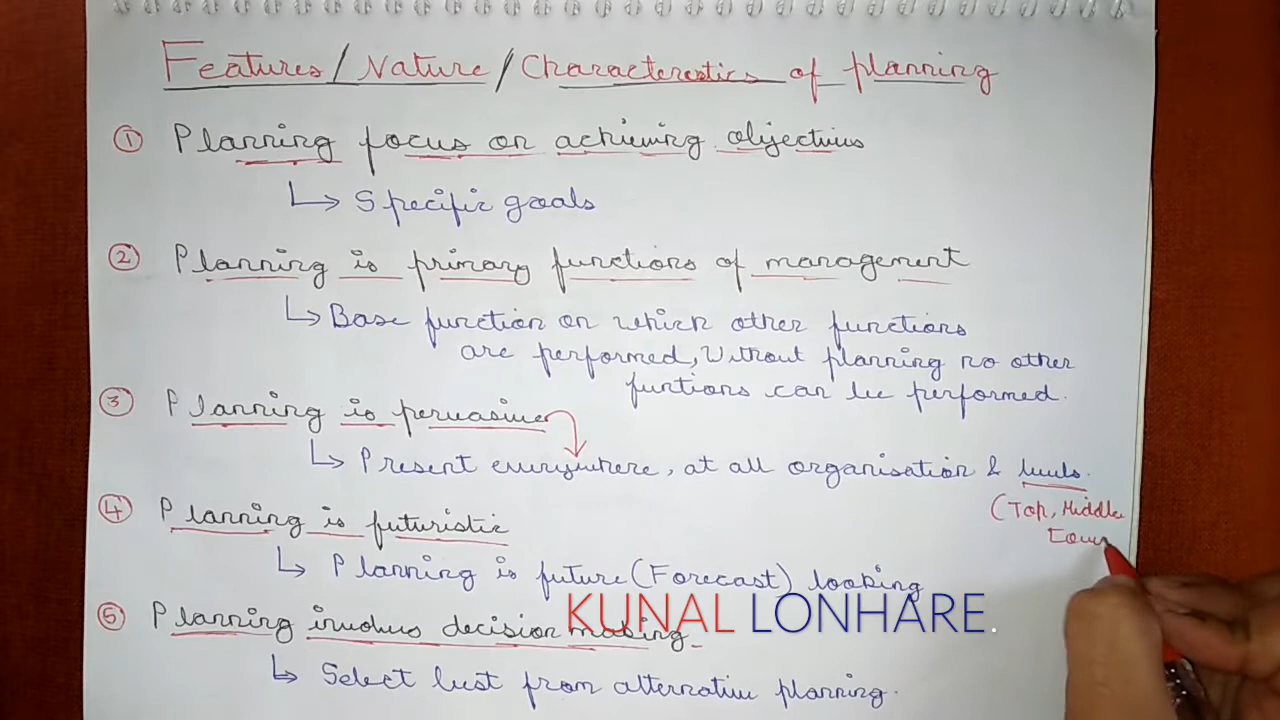 Features/Nature/Characterestics of planning
① Planning focus on achieving objectives
↳ Specific goals
② Planning is primary functions of management
↳ Base function on which other functions
are performed, Without planning no other
funtions can be performed.
③ Planning is pervasive
↳ Present everywhere, at all organisation & levels.
(Top, Middle
Low
④ Planning is futuristic
↳ Planning is future (Forecast) looking
KUNAL LONHARE.
⑤ Planning involves decision making
↳ Select best from alternative planning.